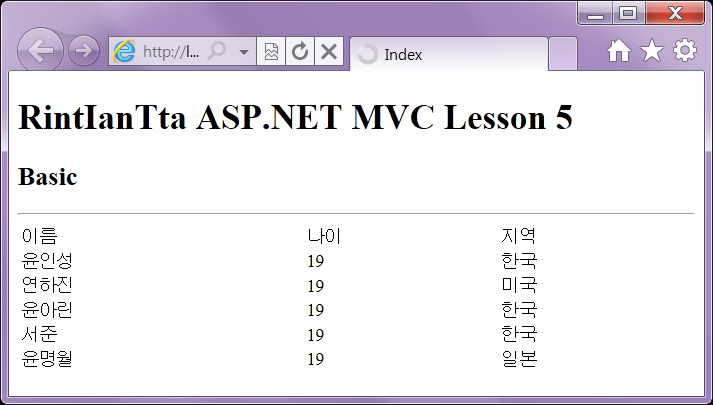 http://l...
Index
RintIanTta ASP.NET MVC Lesson 5
Basic
이름 나이 지역
윤인성 19 한국
연하진 19 미국
윤아린 19 한국
서준 19 한국
윤명월 19 일본